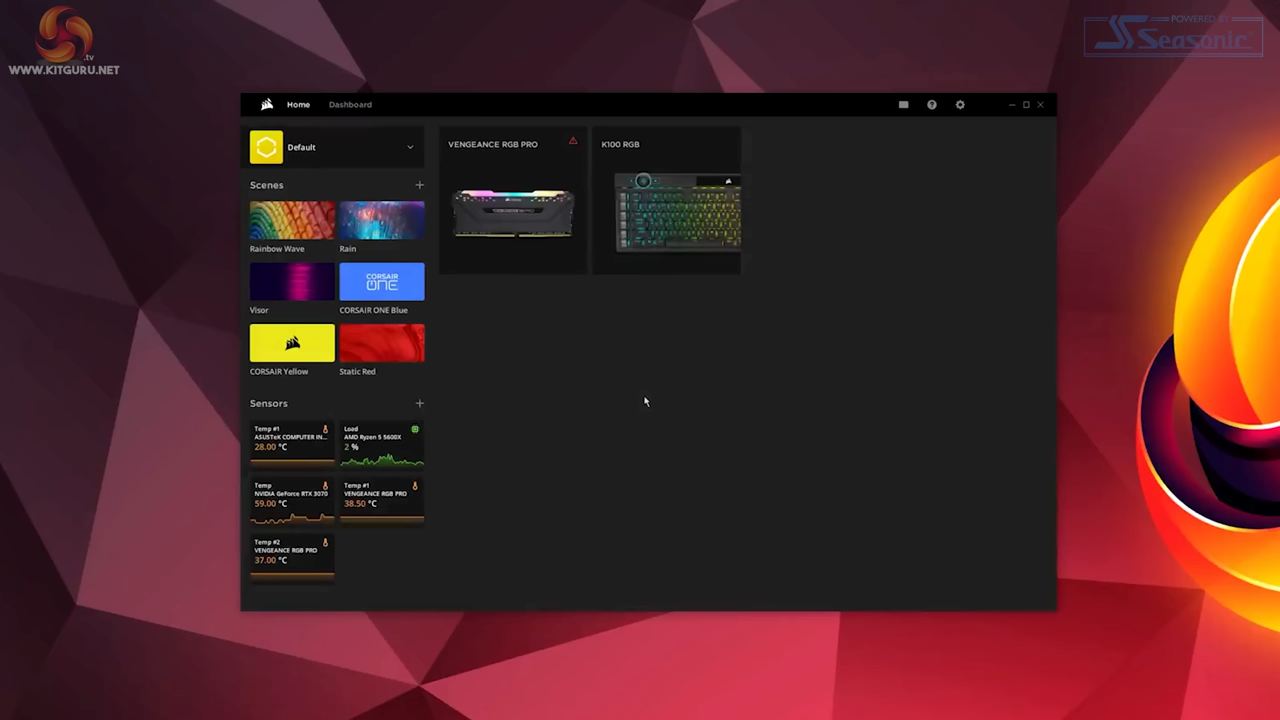 .tv
WWW.KITGURU.NET
POWERED BY
Seasonic
Home
Dashboard
Default
Scenes
Rainbow Wave
Rain
CORSAIR
ONE
Visor
CORSAIR ONE Blue
CORSAIR Yellow
Static Red
Sensors
Temp #1
ASUSTeK COMPUTER IN...
28.00 °C
Load
AMD Ryzen 5 5600X
2 %
Temp
NVIDIA GeForce RTX 3070
59.00 °C
Temp #1
VENGEANCE RGB PRO
38.50 °C
Temp #2
VENGEANCE RGB PRO
37.00 °C
VENGEANCE RGB PRO
K100 RGB